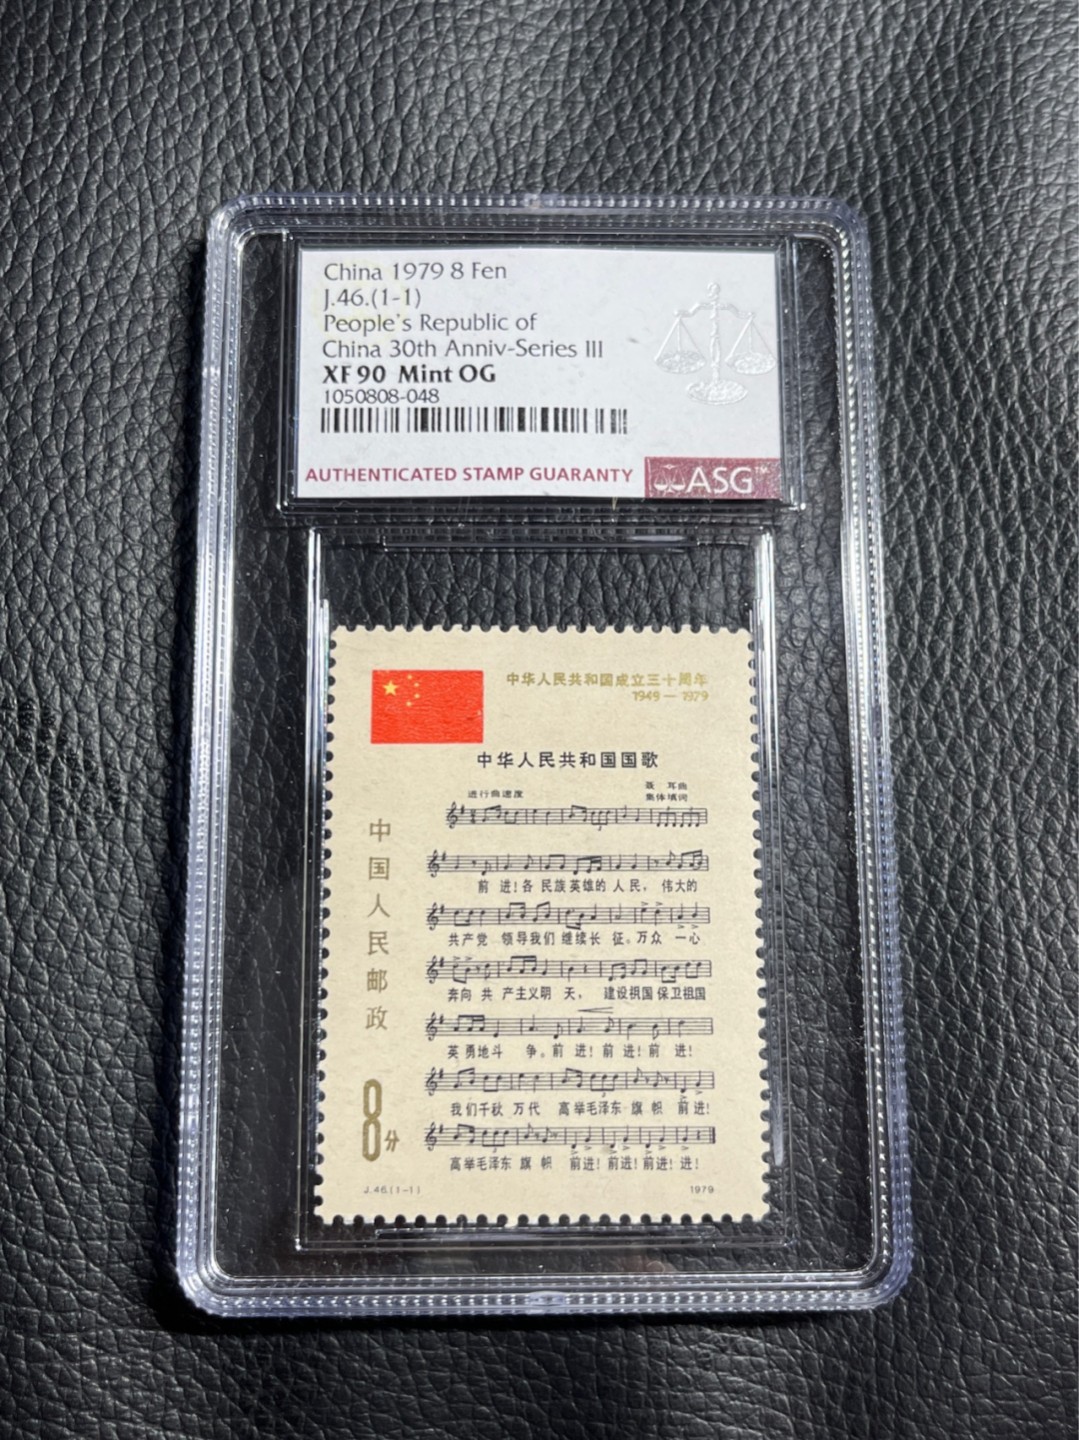 China 1979 8 Fen
J.46.(1-1)
People's Republic of
China 30th Anniv-Series III
XF 90 Mint OG
1050808-048
AUTHENTICATED STAMP GUARANTY
ASG™
中华人民共和国成立三十周年
1949—1979
中华人民共和国国歌
聂 耳曲
进行曲速度
集体填词
前 进!各 民族英雄的 人 民, 伟大的
共产党 领导我们 继续长 征。万众 一心
奔向 共 产主义明 天, 建设祖国 保卫祖国
英 勇地斗 争。前 进! 前 进! 前 进!
我们千秋 万代 高举毛泽东 旗 帜 前进!
高举毛泽东 旗 帜 前进! 前进! 前进! 进!
中国人民邮政
8分
J.46.(1-1)
1979